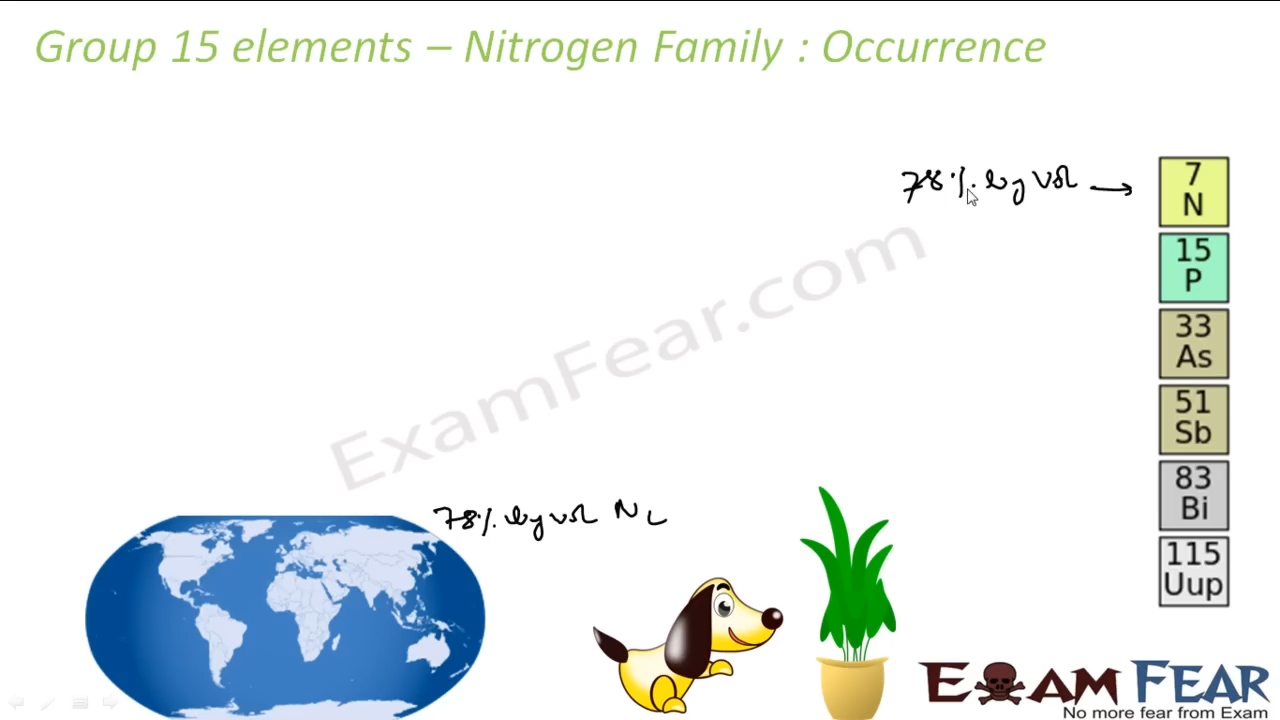 Group 15 elements – Nitrogen Family : Occurrence
78% by vol →
7
N
15
P
33
As
51
Sb
83
Bi
115
Uup
ExamFear.com
78% by vol N2
EXAM FEAR
No more fear from Exam